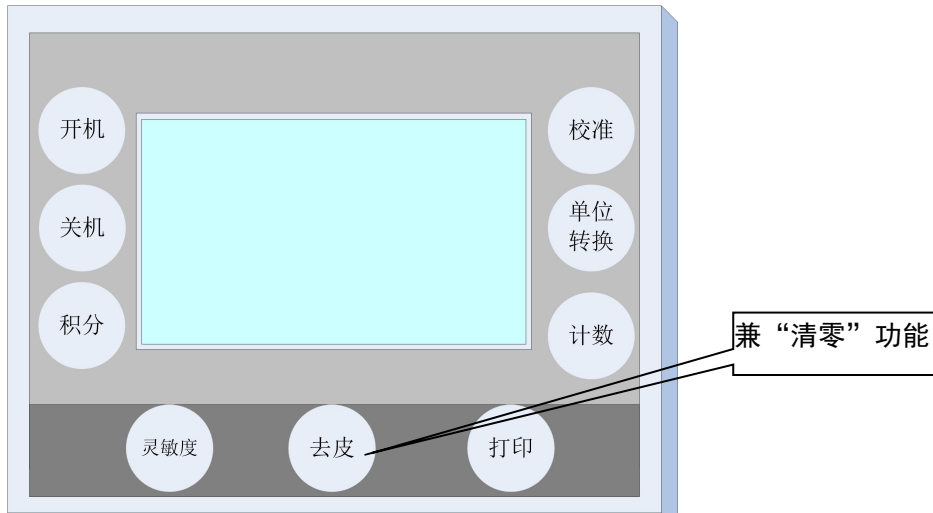 开机
关机
积分
校准
单位
转换
计数
兼“清零”功能
灵敏度
去皮
打印